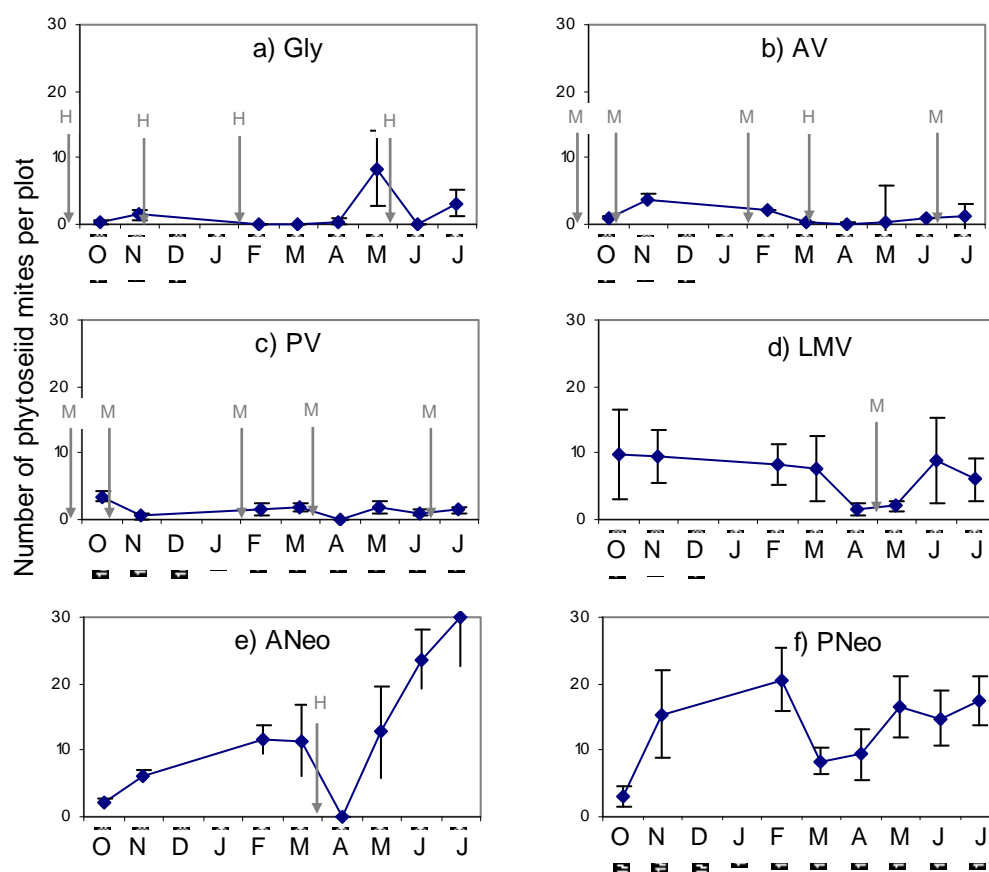 Number of phytoseiid mites per plot
a) Gly
30
20
10
0
H H H H
O N D J F M A M J J
b) AV
30
20
10
0
M M M H M
O N D J F M A M J J
c) PV
30
20
10
0
M M M M M
O N D J F M A M J J
d) LMV
30
20
10
0
M
O N D J F M A M J J
e) ANeo
30
20
10
0
H
O N D J F M A M J J
f) PNeo
30
20
10
0
O N D J F M A M J J